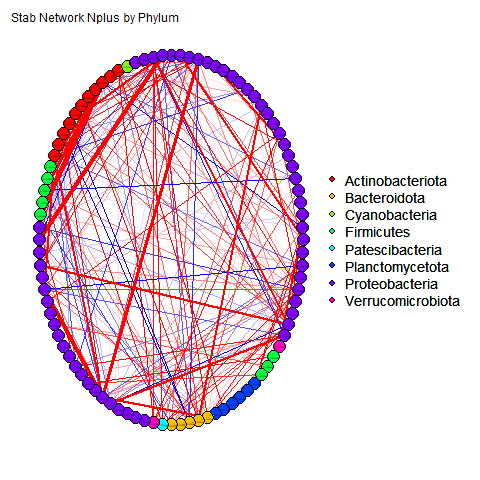 Stab Network Nplus by Phylum
Actinobacteriota
Bacteroidota
Cyanobacteria
Firmicutes
Patescibacteria
Planctomycetota
Proteobacteria
Verrucomicrobiota